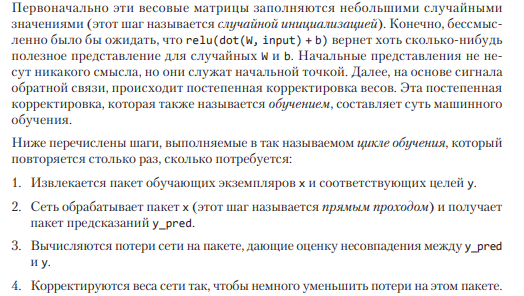 Первоначально эти весовые матрицы заполняются небольшими случайными
значениями (этот шаг называется случайной инициализацией). Конечно, бессмыс-
ленно было бы ожидать, что relu(dot(W, input) + b) вернет хоть сколько-нибудь
полезное представление для случайных W и b. Начальные представления не не-
сут никакого смысла, но они служат начальной точкой. Далее, на основе сигнала
обратной связи, происходит постепенная корректировка весов. Эта постепенная
корректировка, которая также называется обучением, составляет суть машинного
обучения.
Ниже перечислены шаги, выполняемые в так называемом цикле обучения, который
повторяется столько раз, сколько потребуется:
1. Извлекается пакет обучающих экземпляров x и соответствующих целей y.
2. Сеть обрабатывает пакет x (этот шаг называется прямым проходом) и получает
пакет предсказаний y_pred.
3. Вычисляются потери сети на пакете, дающие оценку несовпадения между y_pred
и y.
4. Корректируются веса сети так, чтобы немного уменьшить потери на этом пакете.